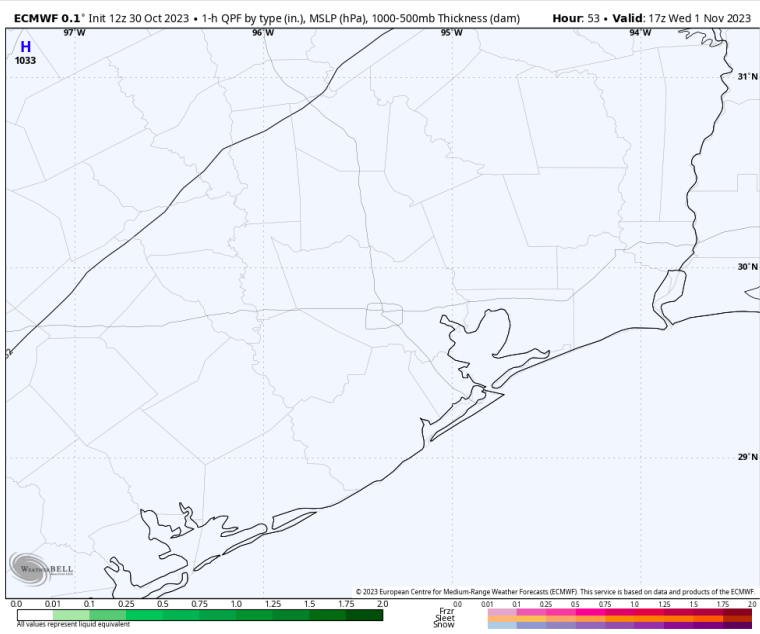 ECMWF 0.1° Init 12z 30 Oct 2023 • 1-h QPF by type (in.), MSLP (hPa), 1000-500mb Thickness (dam) Hour: 53 • Valid: 17z Wed 1 Nov 2023
97°W 96°W 95°W 94°W
H
1033
31°N
30°N
29°N
52
WEATHERBELL
© 2023 European Centre for Medium-Range Weather Forecasts (ECMWF). This service is based on data and products of the ECMWF.
0.0 0.01 0.1 0.25 0.5 0.75 1.0 1.25 1.5 1.75 2.0
All values represent liquid equivalent
0.0 0.01 0.1 0.25 0.5 0.75 1.0 1.25 1.5 1.75 2.0
Frzr
Sleet
Snow